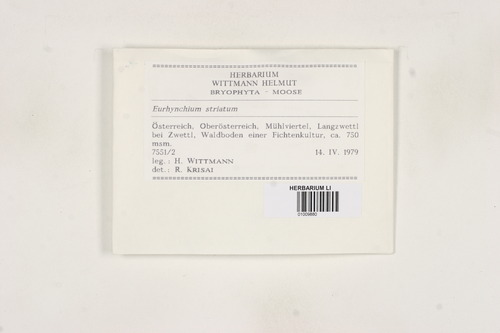 HERBARIUM
WITTMANN HELMUT
BRYOPHYTA - MOOSE
Eurhynchium striatum
Österreich, Oberösterreich, Mühlviertel, Langzwettl
bei Zwettl, Waldboden einer Fichtenkultur, ca. 750
msm.
7551/2 14. IV. 1979
leg.: H. WITTMANN
det.: R. KRISAI
HERBARIUM LI
01009880